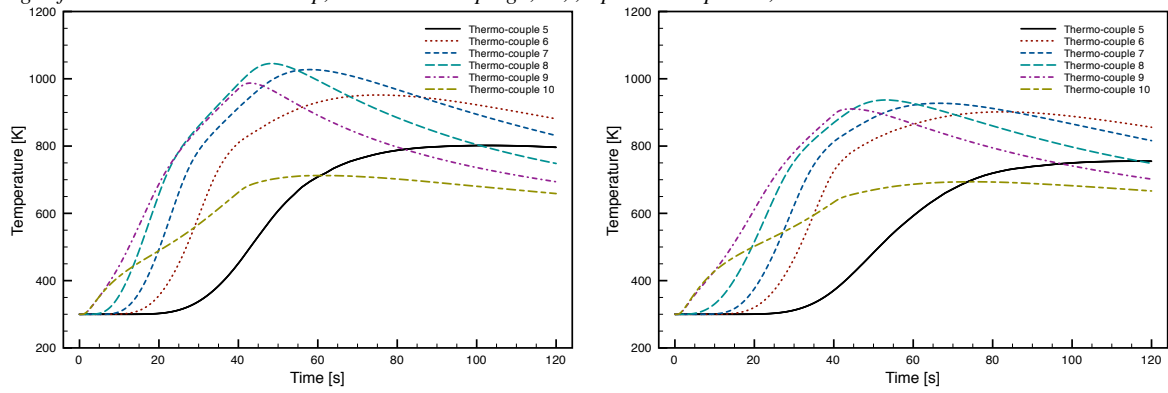 1200
1000
800
600
400
200
Temperature [K]
0 20 40 60 80 100 120
Time [s]
Thermo-couple 5
Thermo-couple 6
Thermo-couple 7
Thermo-couple 8
Thermo-couple 9
Thermo-couple 10
1200
1000
800
600
400
200
Temperature [K]
0 20 40 60 80 100 120
Time [s]
Thermo-couple 5
Thermo-couple 6
Thermo-couple 7
Thermo-couple 8
Thermo-couple 9
Thermo-couple 10